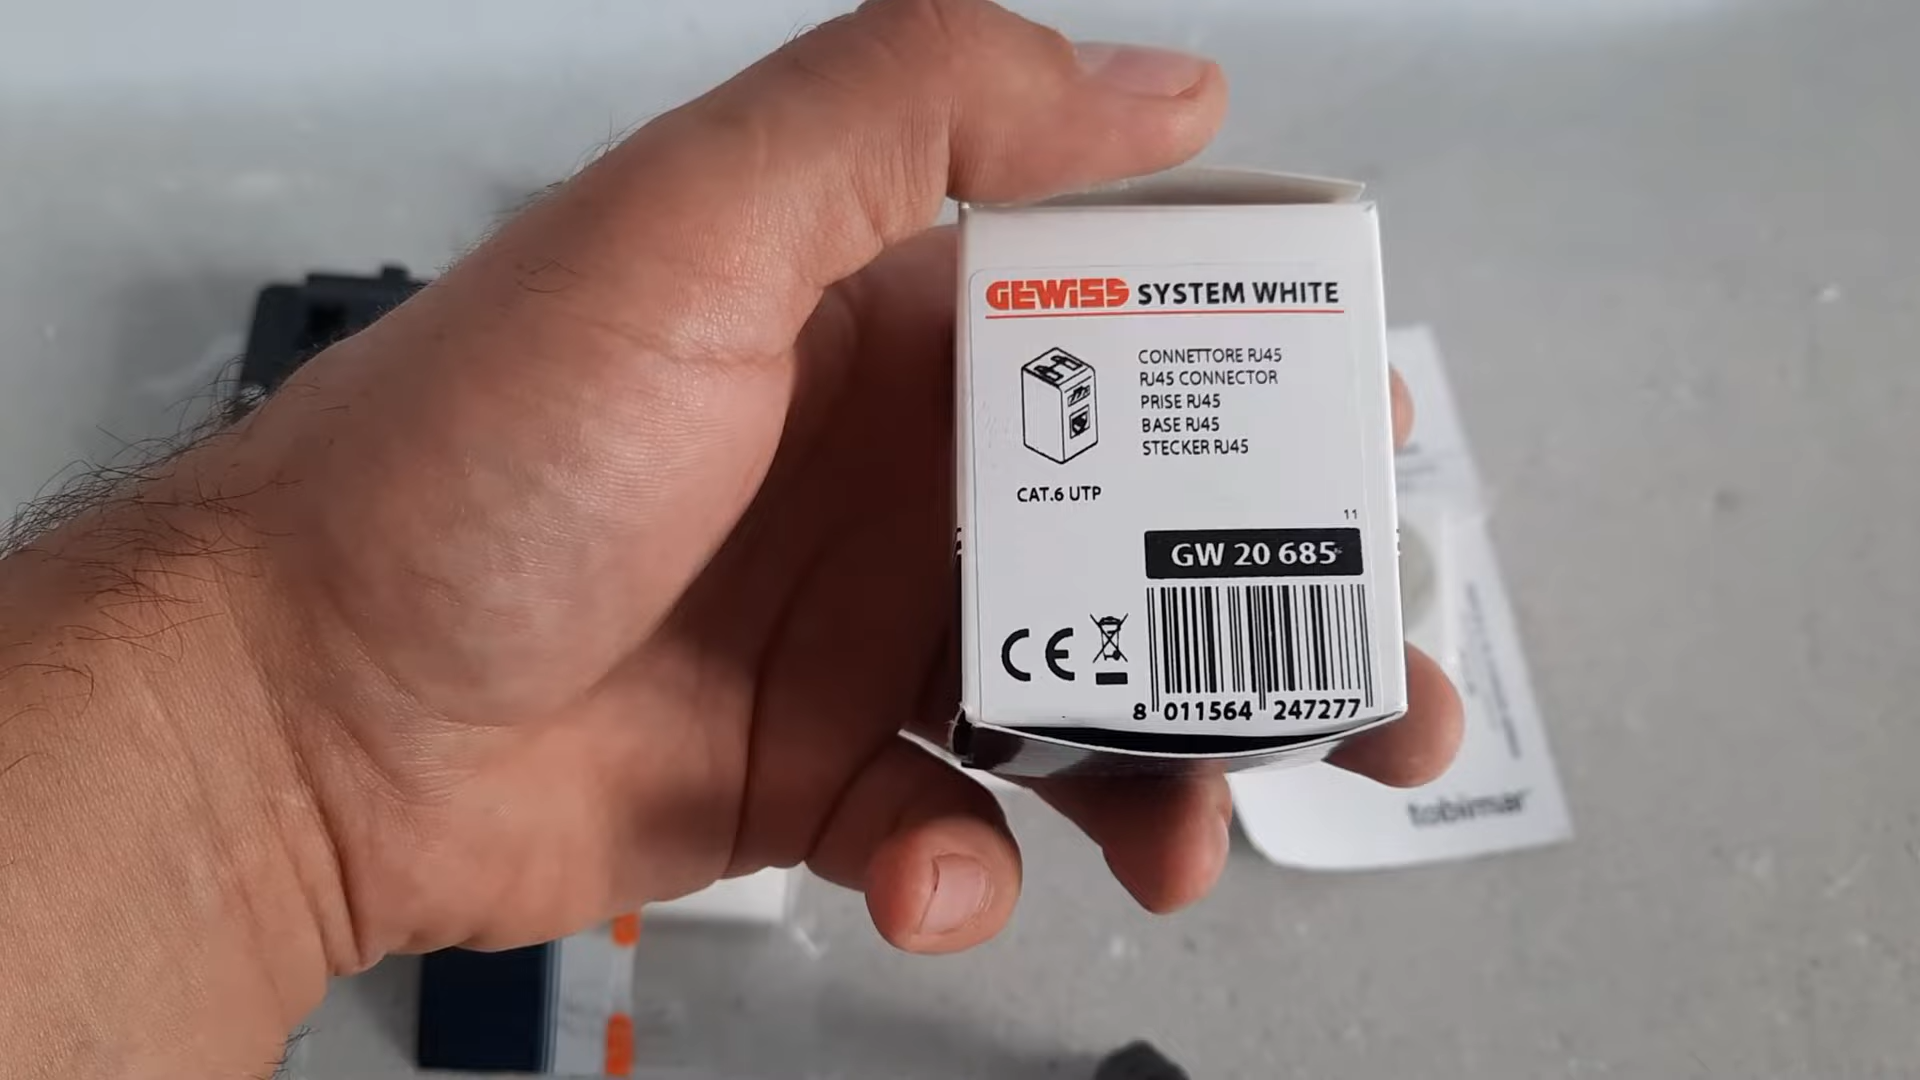 GEWISS SYSTEM WHITE
CONNETTORE RJ45
RJ45 CONNECTOR
PRISE RJ45
BASE RJ45
STECKER RJ45
CAT.6 UTP
11
GW 20 685
CE
8 011564 247277
tobimar